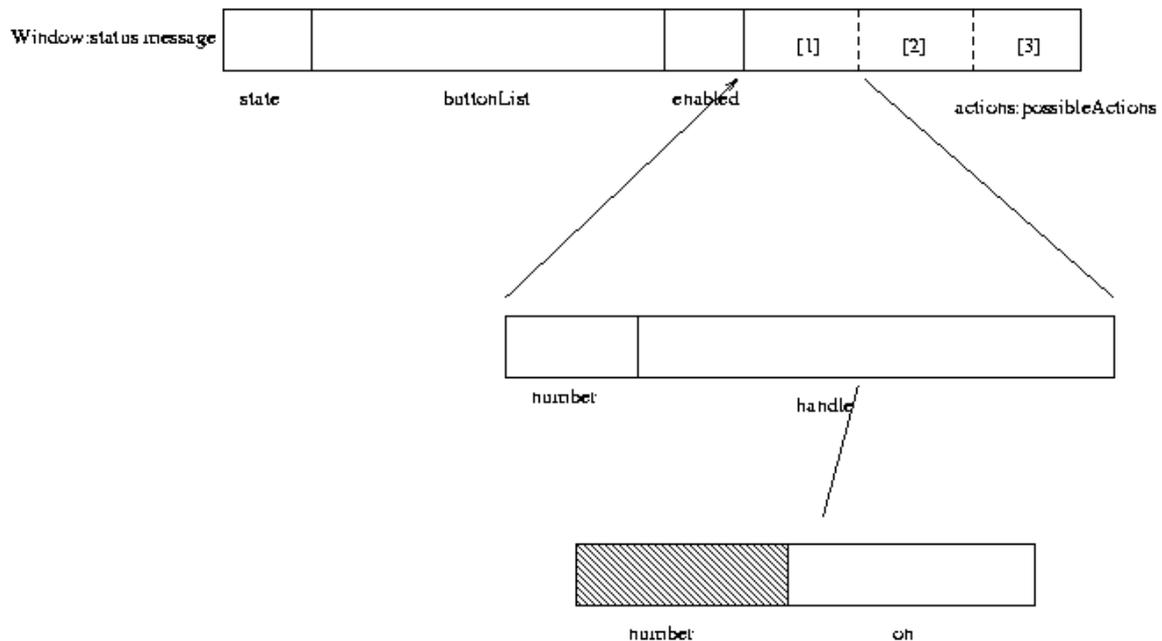 Window:status message
[1]
[2]
[3]
state
buttonList
enabled
actions:possibleActions
number
handle
number
on